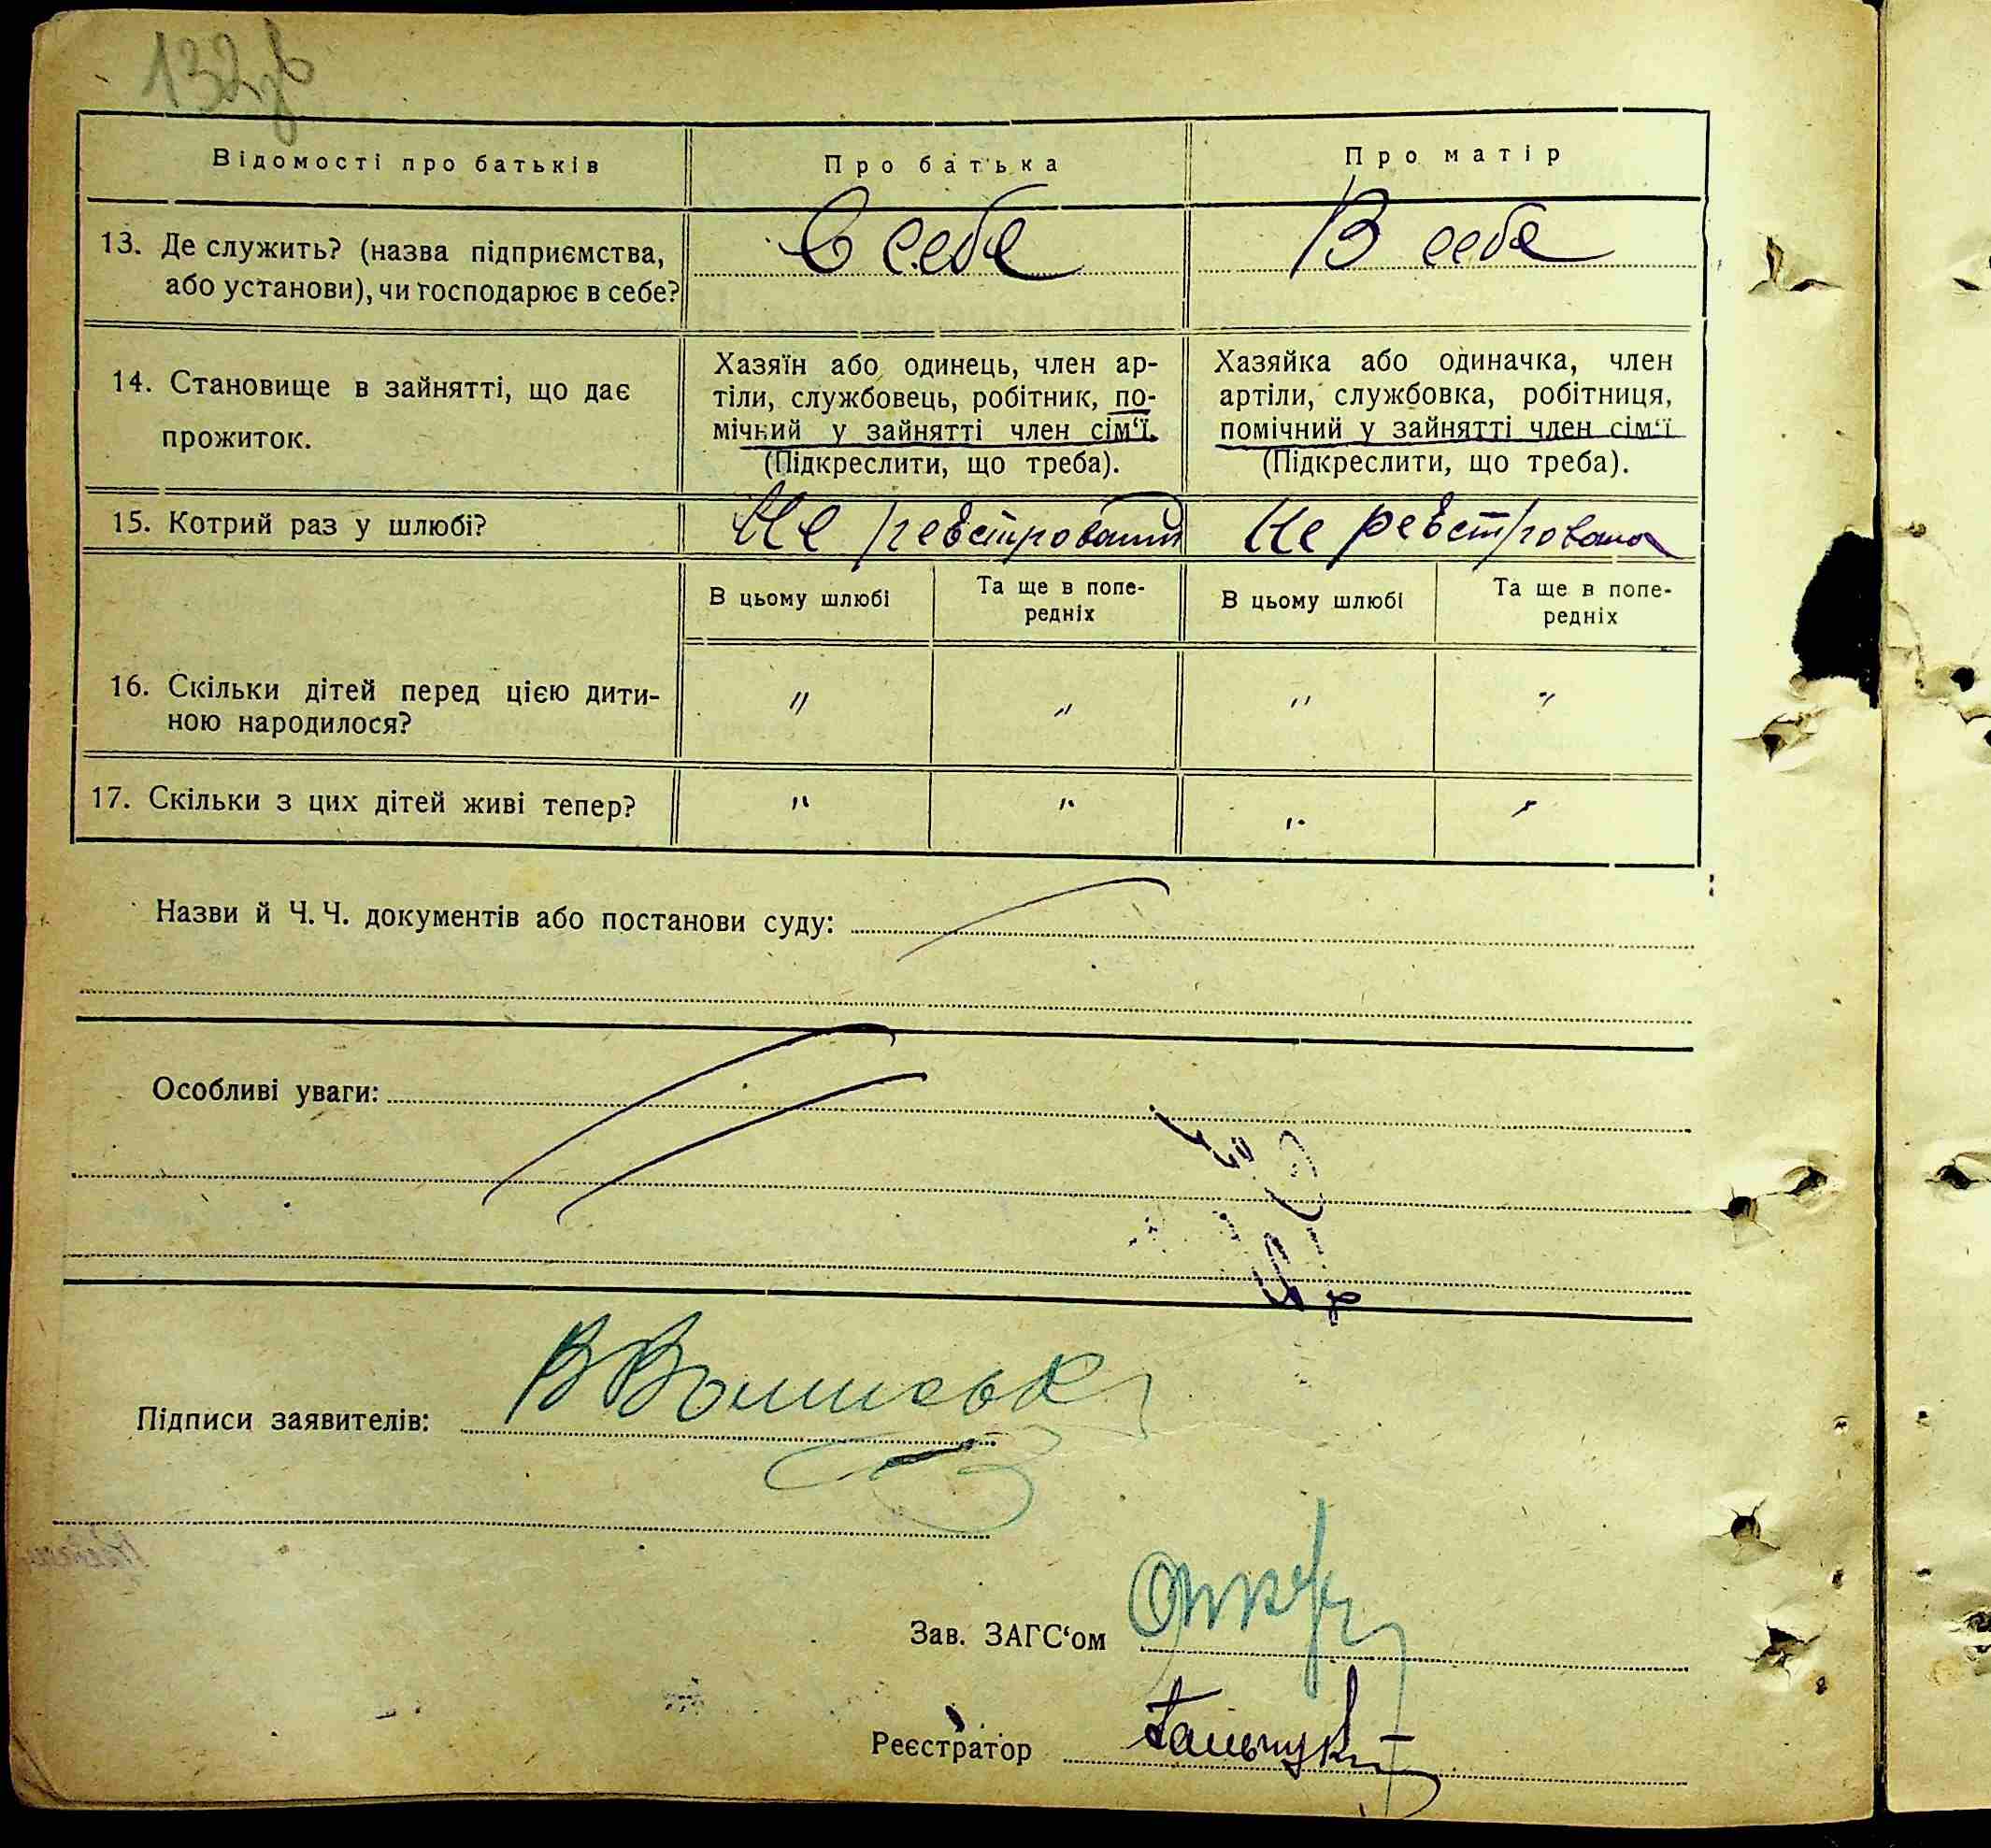 132зв
Відомості про батьків
Про батька
Про матір
13. Де служить? (назва підприємства,
або установи), чи господарює в себе?
В себе
В себе
14. Становище в зайнятті, що дає
прожиток.
Хазяїн або одинець, член ар-
тіли, службовець, робітник, по-
мічний у зайнятті член сім‘ї.
(Підкреслити, що треба).
Хазяйка або одиначка, член
артіли, службовка, робітниця,
помічний у зайнятті член сім‘ї
(Підкреслити, що треба).
15. Котрий раз у шлюбі?
Не реєстрований
Не реєстрована
В цьому шлюбі
Та ще в попе-
редніх
В цьому шлюбі
Та ще в попе-
редніх
16. Скільки дітей перед цією дити-
ною народилося?
" " " "
17. Скільки з цих дітей живі тепер?
" " " "
Назви й Ч. Ч. документів або постанови суду:
Особливі уваги:
Підписи заявителів:
Зав. ЗАГС‘ом
Реєстратор